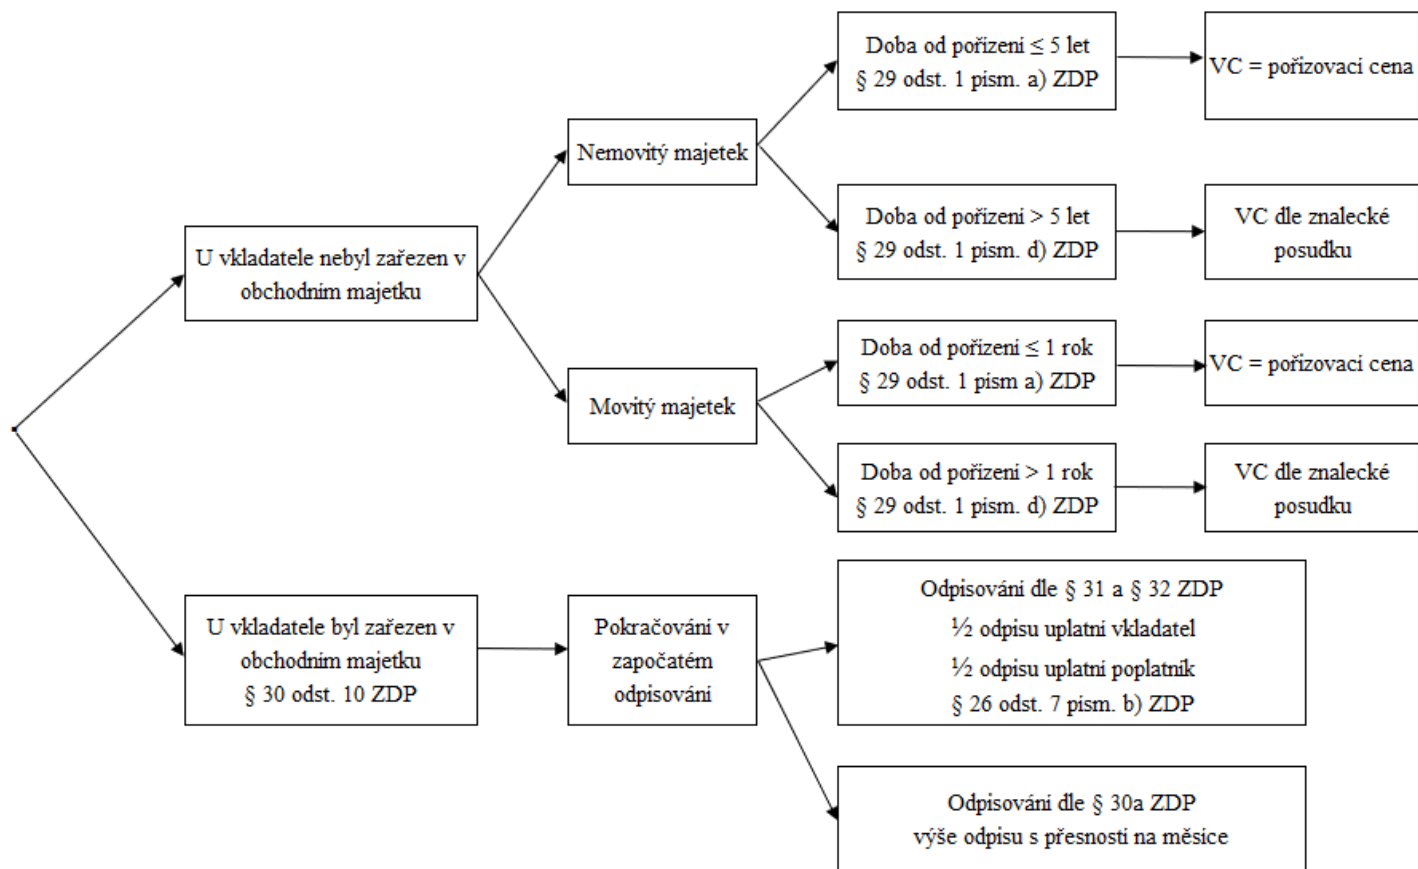 Doba od pořízení ≤ 5 let
§ 29 odst. 1 písm. a) ZDP
VC = pořizovací cena
Nemovitý majetek
Doba od pořízení > 5 let
§ 29 odst. 1 písm. d) ZDP
VC dle znalecké
posudku
U vkladatele nebyl zařezen v
obchodním majetku
Doba od pořízení ≤ 1 rok
§ 29 odst. 1 písm a) ZDP
VC = pořizovací cena
Movitý majetek
Doba od pořízení > 1 rok
§ 29 odst. 1 písm. d) ZDP
VC dle znalecké
posudku
U vkladatele byl zařezen v
obchodním majetku
§ 30 odst. 10 ZDP
Pokračování v
započatém
odpisování
Odpisování dle § 31 a § 32 ZDP
½ odpisu uplatní vkladatel
½ odpisu uplatní poplatník
§ 26 odst. 7 písm. b) ZDP
Odpisování dle § 30a ZDP
výše odpisu s přesností na měsíce